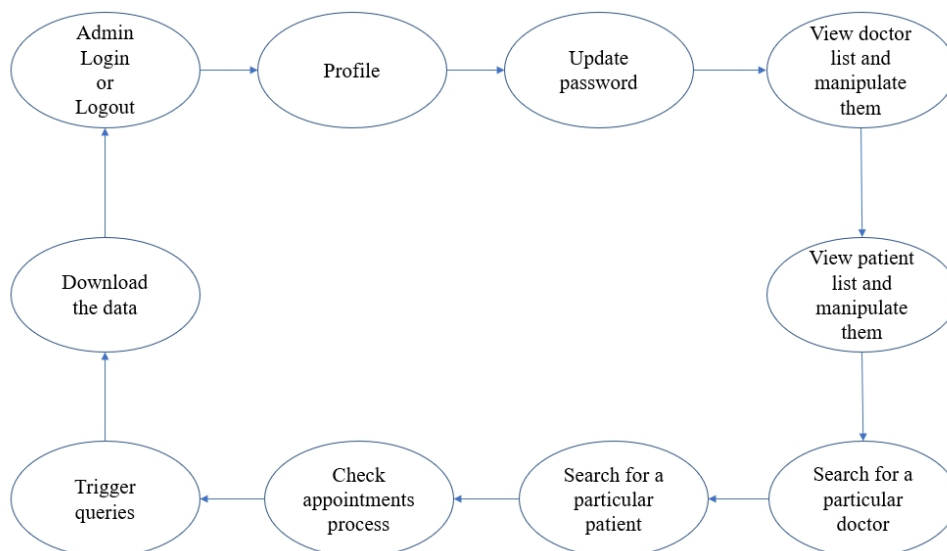 Admin
Login
or
Logout
Profile
Update
password
View doctor
list and
manipulate
them
View patient
list and
manipulate
them
Search for a
particular
doctor
Search for a
particular
patient
Check
appointments
process
Trigger
queries
Download
the data